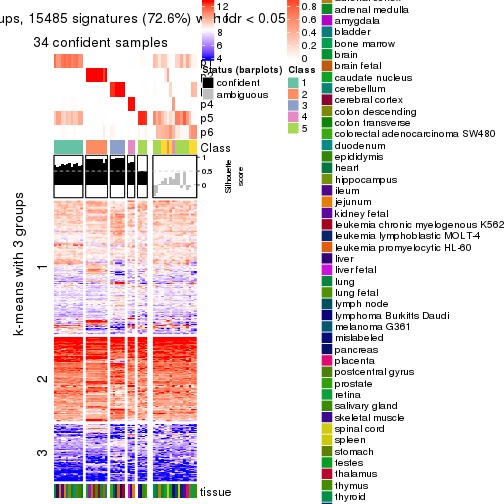 ups, 15485 signatures (72.6%) with fdr < 0.05
34 confident samples
p4
p5
p6
Class
1
0.5
0
Silhouette
score
k-means with 3 groups
1
2
3
tissue
12
10
8
6
4
Status (barplots)
confident
ambiguous
0.8
0.6
0.4
0.2
0
Class
1
2
3
4
5
adrenal medulla
amygdala
bladder
bone marrow
brain
brain fetal
caudate nucleus
cerebellum
cerebral cortex
colon descending
colon transverse
colorectal adenocarcinoma SW480
duodenum
epididymis
heart
hippocampus
ileum
jejunum
kidney fetal
leukemia chronic myelogenous K562
leukemia lymphoblastic MOLT-4
leukemia promyelocytic HL-60
liver
liver fetal
lung
lung fetal
lymph node
lymphoma Burkitts Daudi
melanoma G361
mislabeled
pancreas
placenta
postcentral gyrus
prostate
retina
salivary gland
skeletal muscle
spinal cord
spleen
stomach
testes
thalamus
thymus
thyroid